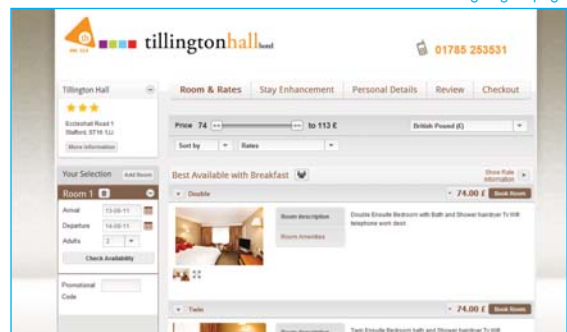 tillingtonhall hotel
01785 253531
Tillington Hall
Room & Rates Stay Enhancement Personal Details Review Checkout
Eccleshall Road 1
Stafford, ST16 1JJ
More Information
Price 74 to 113 £
British Pound (£)
Sort by Rates
Your Selection Add Room
Best Available with Breakfast
Show Rate
Information
Room 1
Double
74.00 £ Book Room
Arrival 13-09-11
Departure 14-09-11
Adults 2
Check Availability
Room description
Room Amenities
Double Ensuite Bedroom with Bath and Shower hairdryer Tv Wifi
telephone work desk
Promotional
Code
Twin
74.00 £ Book Room
Room description
Twin Ensuite Bedroom bath and Shower hairdryer Tv Wifi